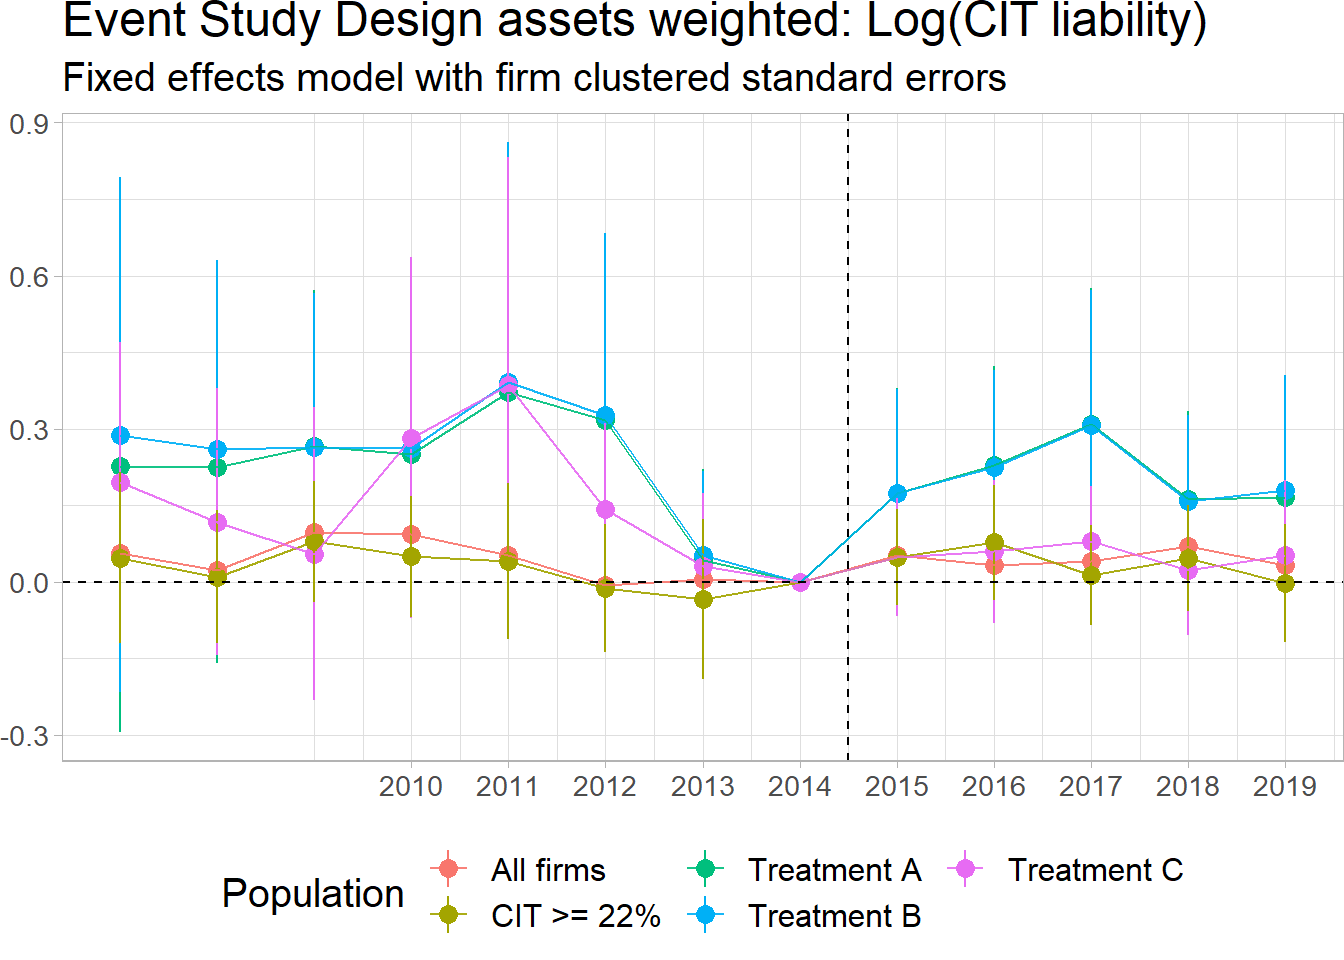 Event Study Design assets weighted: Log(CIT liability)
Fixed effects model with firm clustered standard errors
0.9
0.6
0.3
0.0
-0.3
2010 2011 2012 2013 2014 2015 2016 2017 2018 2019
Population
All firms Treatment A Treatment C
CIT >= 22% Treatment B